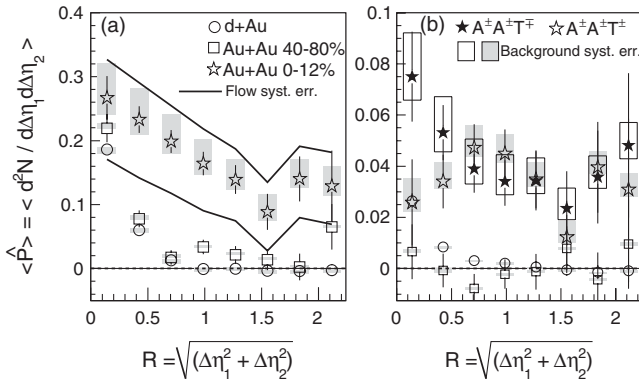 (a)
d+Au
Au+Au 40-80%
Au+Au 0-12%
Flow syst. err.
0.4
0.3
0.2
0.1
0
0 0.5 1 1.5 2
<P̂> = < d²N / dΔη₁dΔη₂ >
R = √(Δη₁² + Δη₂²)
(b) ★ A±A±T∓ ☆ A±A±T±
Background syst. err.
0.1
0.08
0.06
0.04
0.02
0
0 0.5 1 1.5 2
R = √(Δη₁² + Δη₂²)